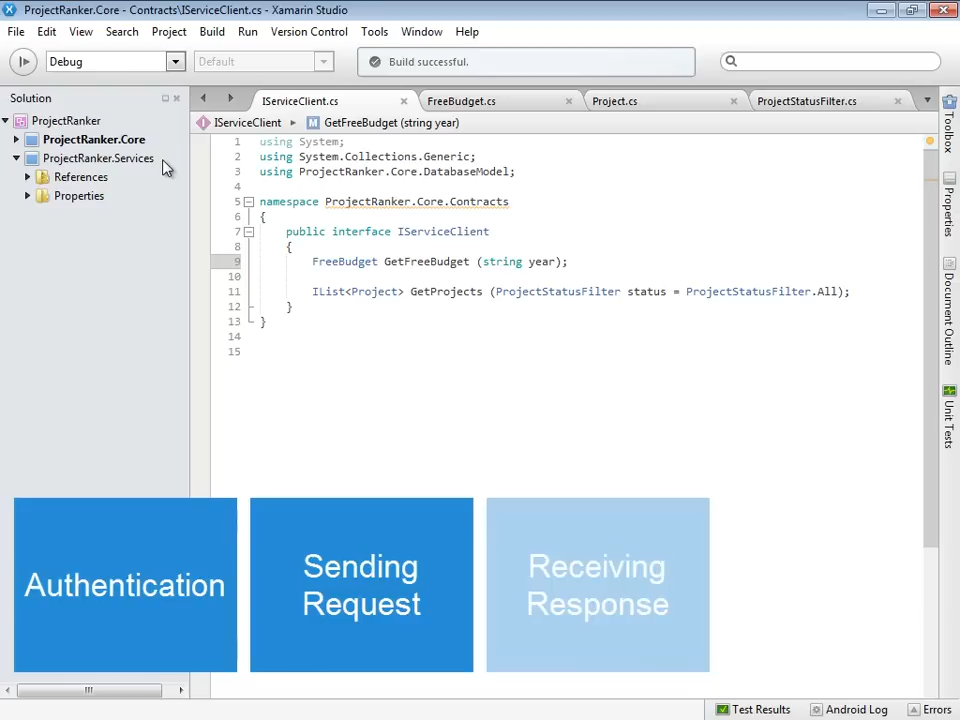 ProjectRanker.Core - Contracts\IServiceClient.cs - Xamarin Studio
File Edit View Search Project Build Run Version Control Tools Window Help
Debug Default Build successful.
Solution
ProjectRanker
ProjectRanker.Core
ProjectRanker.Services
References
Properties
IServiceClient.cs FreeBudget.cs Project.cs ProjectStatusFilter.cs
IServiceClient GetFreeBudget (string year)
1 using System;
2 using System.Collections.Generic;
3 using ProjectRanker.Core.DatabaseModel;
4
5 namespace ProjectRanker.Core.Contracts
6 {
7 public interface IServiceClient
8 {
9 FreeBudget GetFreeBudget (string year);
10
11 IList<Project> GetProjects (ProjectStatusFilter status = ProjectStatusFilter.All);
12 }
13 }
14
15
Toolbox
Properties
Document Outline
Unit Tests
Authentication
Sending
Request
Receiving
Response
Test Results Android Log Errors